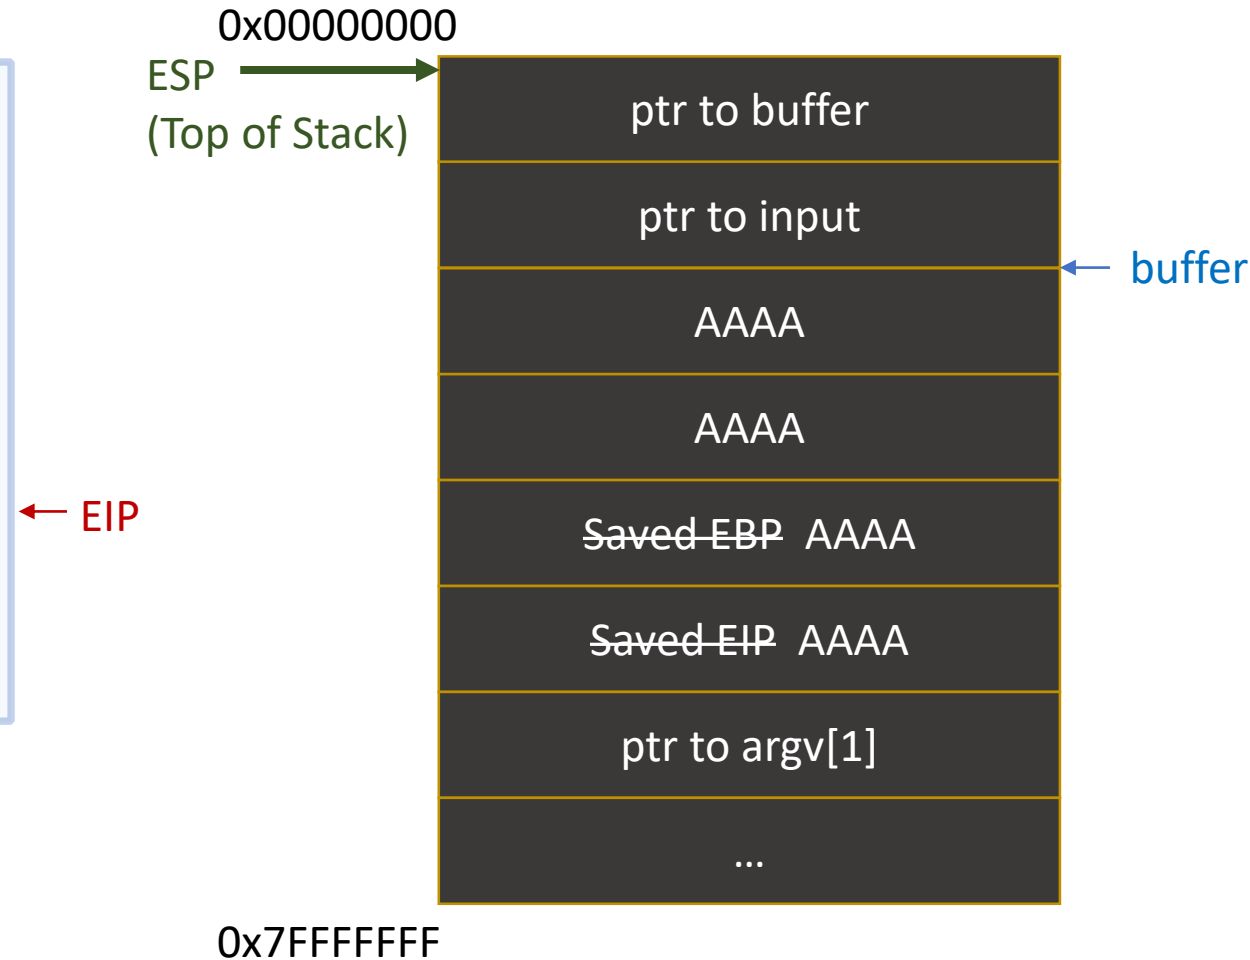 0x00000000
ESP
(Top of Stack)
ptr to buffer
ptr to input
buffer
AAAA
AAAA
EIP
Saved EBP AAAA
Saved EIP AAAA
ptr to argv[1]
...
0x7FFFFFFF